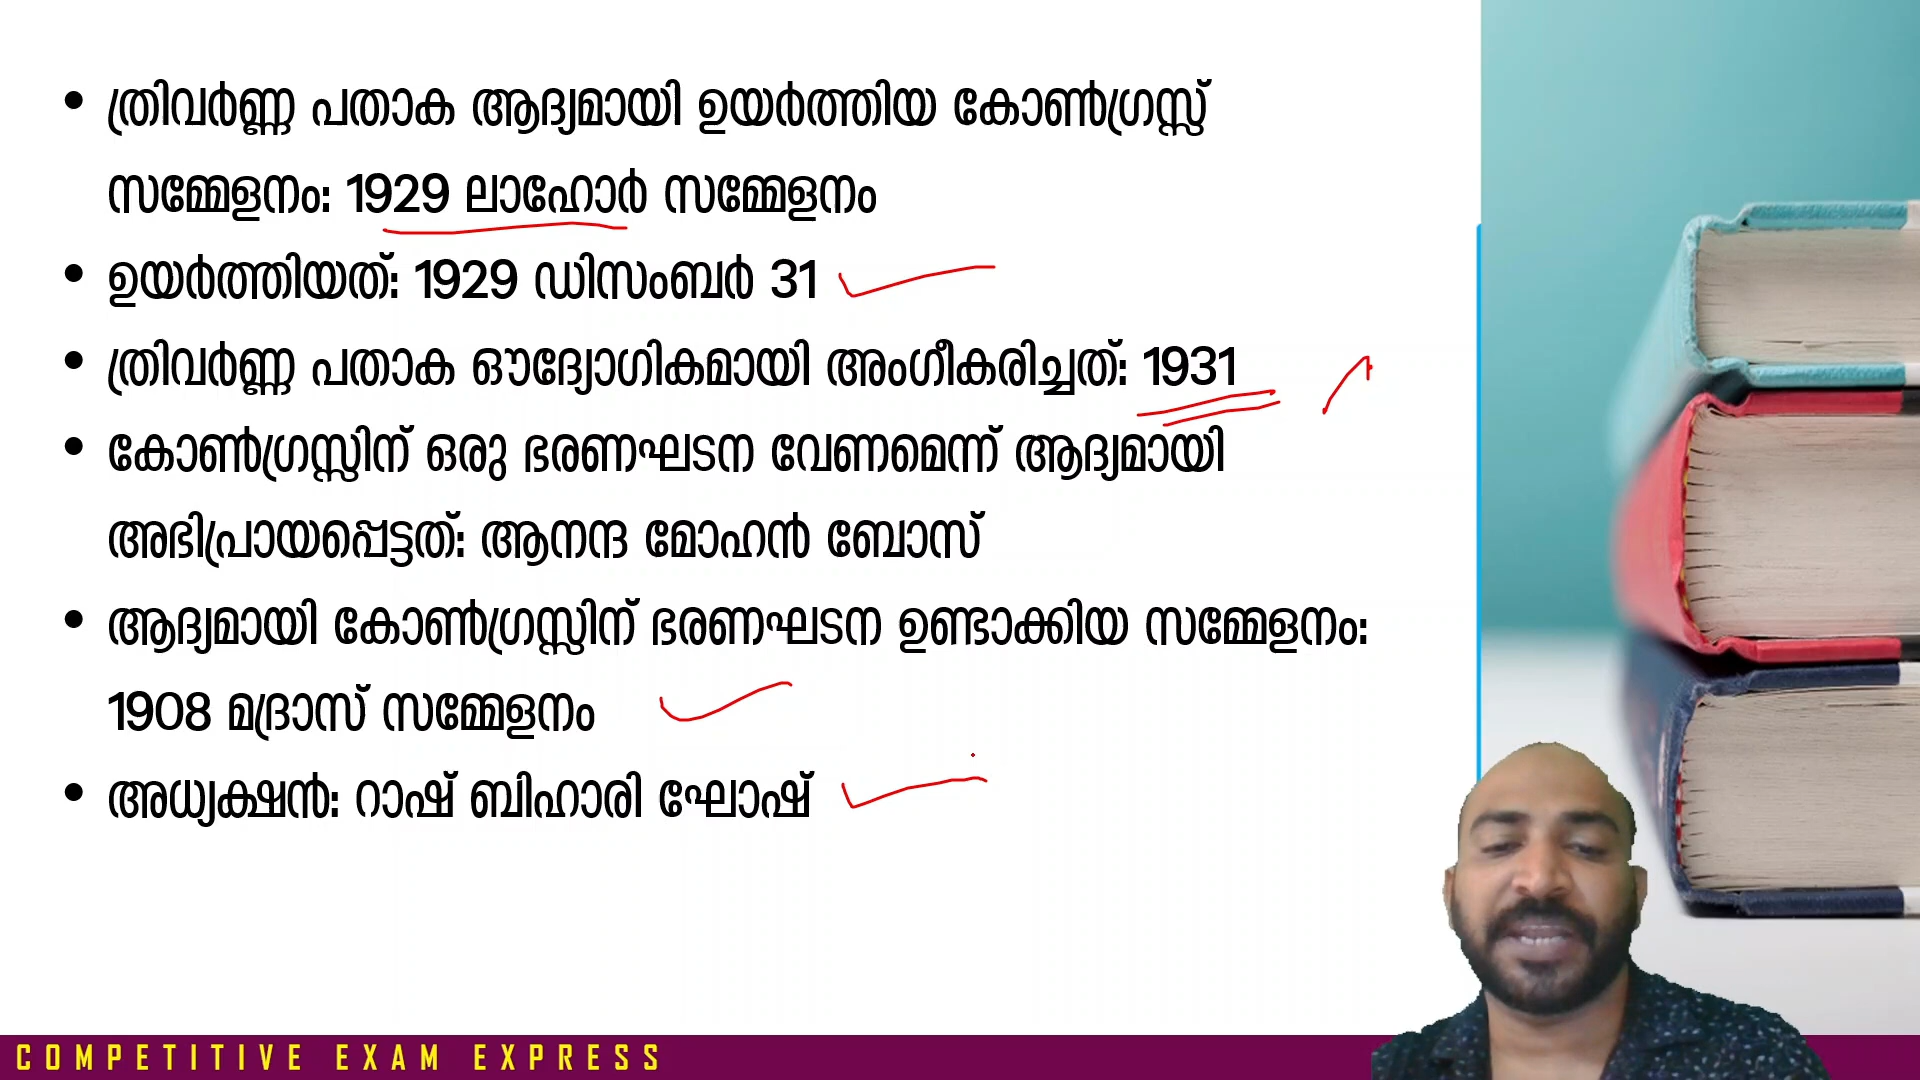 • ത്രിവർണ്ണ പതാക ആദ്യമായി ഉയർത്തിയ കോൺഗ്രസ്സ്
സമ്മേളനം: 1929 ലാഹോർ സമ്മേളനം
• ഉയർത്തിയത്: 1929 ഡിസംബർ 31
• ത്രിവർണ്ണ പതാക ഔദ്യോഗികമായി അംഗീകരിച്ചത്: 1931
• കോൺഗ്രസ്സിന് ഒരു ഭരണഘടന വേണമെന്ന് ആദ്യമായി
അഭിപ്രായപ്പെട്ടത്: ആനന്ദ മോഹൻ ബോസ്
• ആദ്യമായി കോൺഗ്രസ്സിന് ഭരണഘടന ഉണ്ടാക്കിയ സമ്മേളനം:
1908 മദ്രാസ് സമ്മേളനം
• അധ്യക്ഷൻ: റാഷ് ബിഹാരി ഘോഷ്
COMPETITIVE EXAM EXPRESS